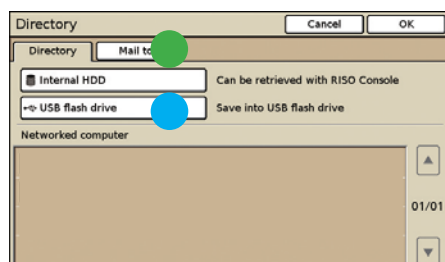 Directory Cancel OK
Directory Mail to
Internal HDD Can be retrieved with RISO Console
USB flash drive Save into USB flash drive
Networked computer
01/01